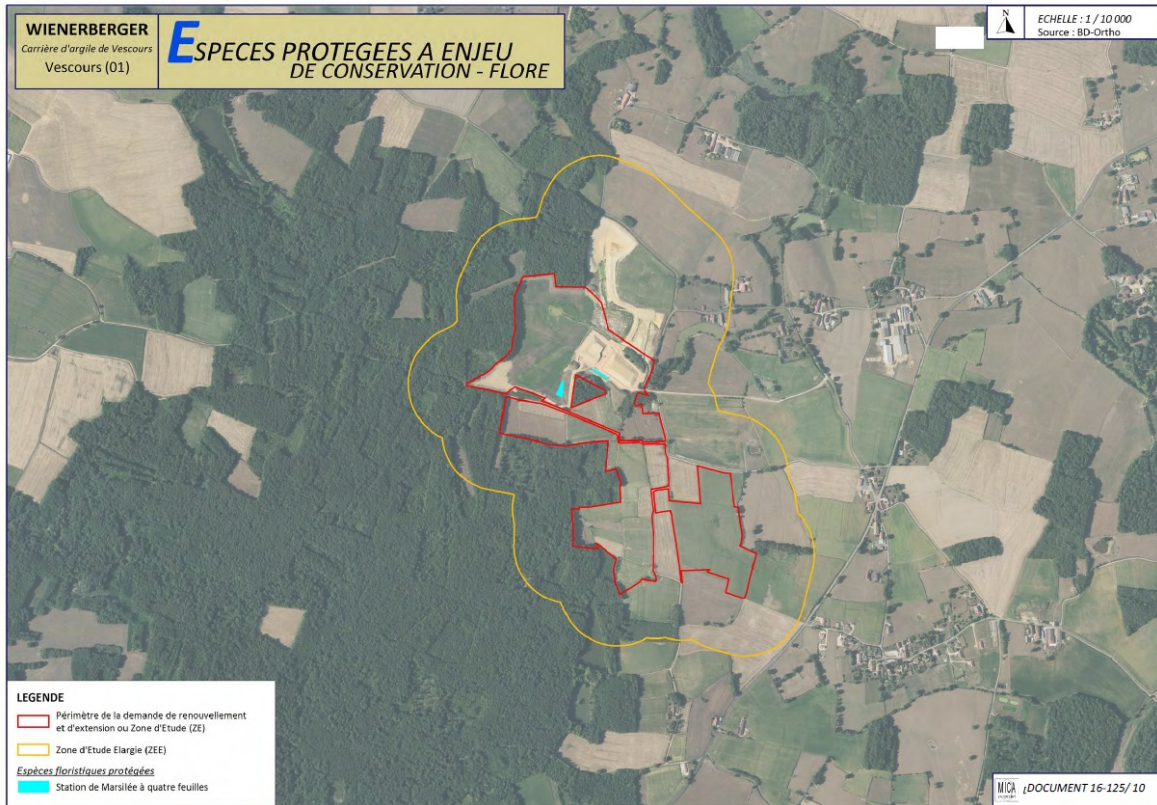 WIENERBERGER
Carrière d'argile de Vescours
Vescours (01)
ESPECES PROTEGEES A ENJEU
DE CONSERVATION - FLORE
N
ECHELLE : 1 / 10 000
Source : BD-Ortho
LEGENDE
Périmètre de la demande de renouvellement
et d'extension ou Zone d'Etude (ZE)
Zone d'Etude Elargie (ZEE)
Espèces floristiques protégées
Station de Marsilée à quatre feuilles
MICA
DOCUMENT 16-125/ 10